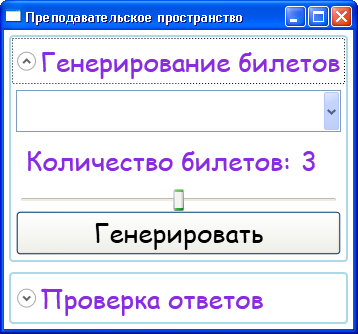 Преподавательское пространство
Генерирование билетов
Количество билетов: 3
Генерировать
Проверка ответов